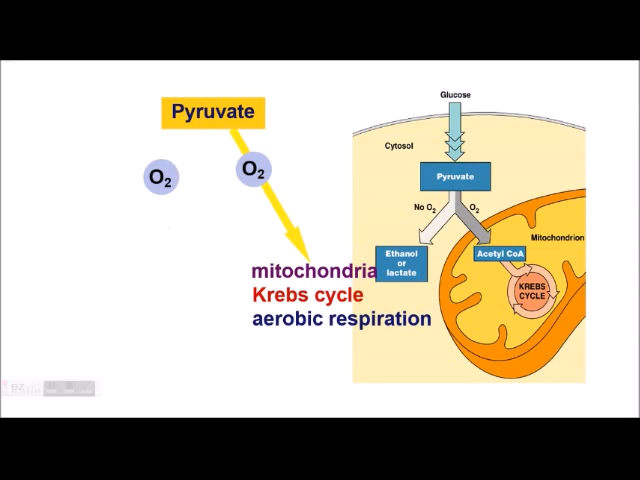 Pyruvate
O2
O2
mitochondria
Krebs cycle
aerobic respiration
Glucose
Cytosol
Pyruvate
No O2
O2
Mitochondrion
Ethanol
or
lactate
Acetyl CoA
KREBS
CYCLE